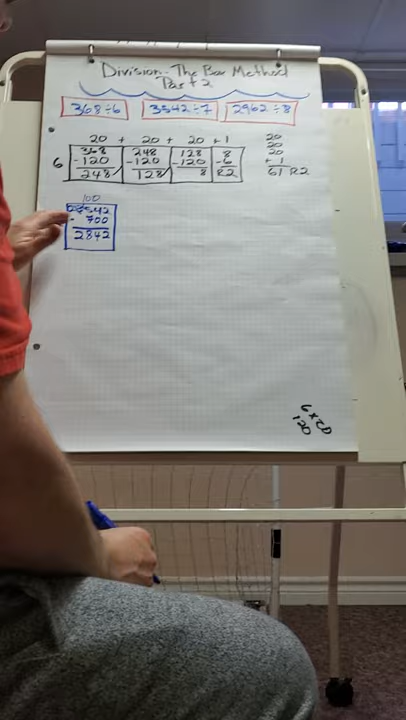 Division - The Box Method
Part 2
368÷6 3542÷7 2962÷8
20 + 20 + 20 + 1
6 368 248 128 8
-120 -120 -120 -6
248 128 8 R2
20
20
20
+ 1
61 R2
100
3542
- 700
2842
6x20
120